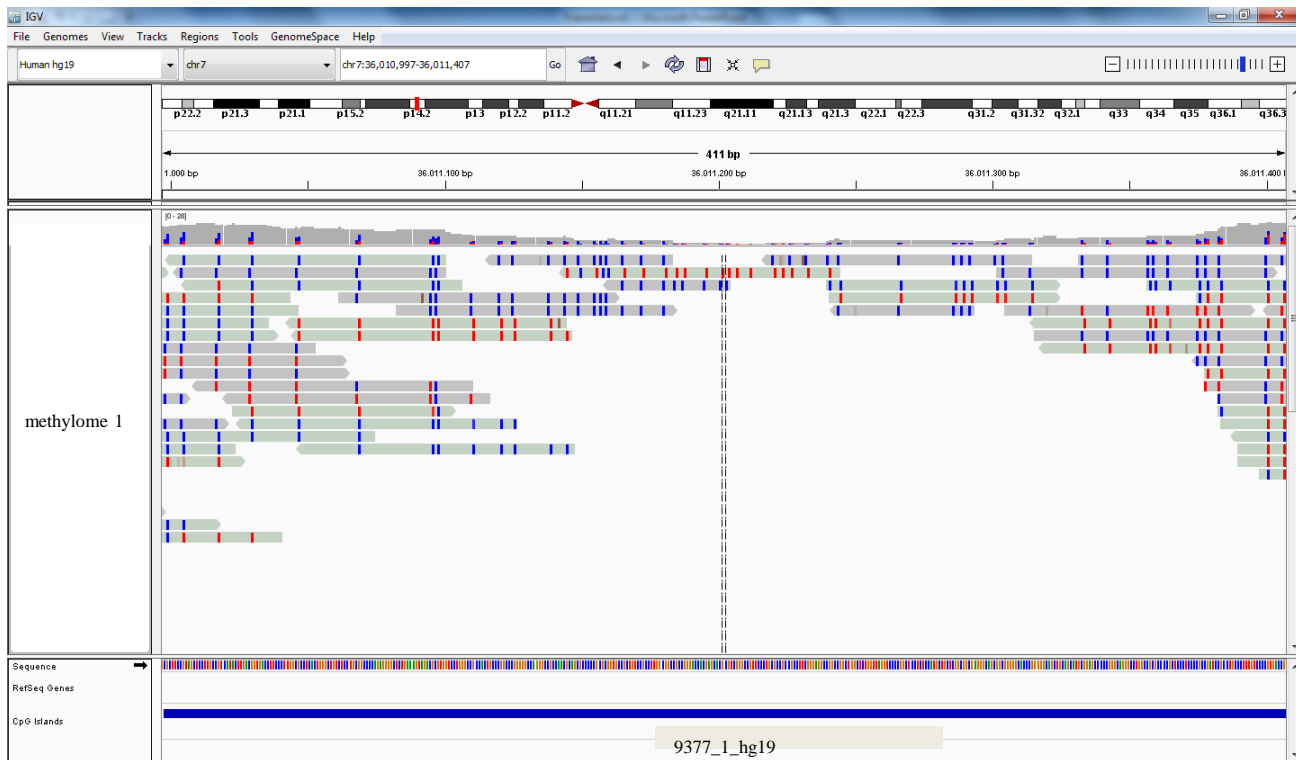 IGV
File Genomes View Tracks Regions Tools GenomeSpace Help
Human hg19 chr7 chr7:36,010,997-36,011,407 Go
p22.2 p21.3 p21.1 p15.2 p14.2 p13 p12.2 p11.2 q11.21 q11.23 q21.11 q21.13 q21.3 q22.1 q22.3 q31.2 q31.32 q32.1 q33 q34 q35 q36.1 q36.3
411 bp
1.000 bp 36.011.100 bp 36.011.200 bp 36.011.300 bp 36.011.400
[0 - 28]
methylome 1
Sequence
RefSeq Genes
CpG Islands
9377_1_hg19